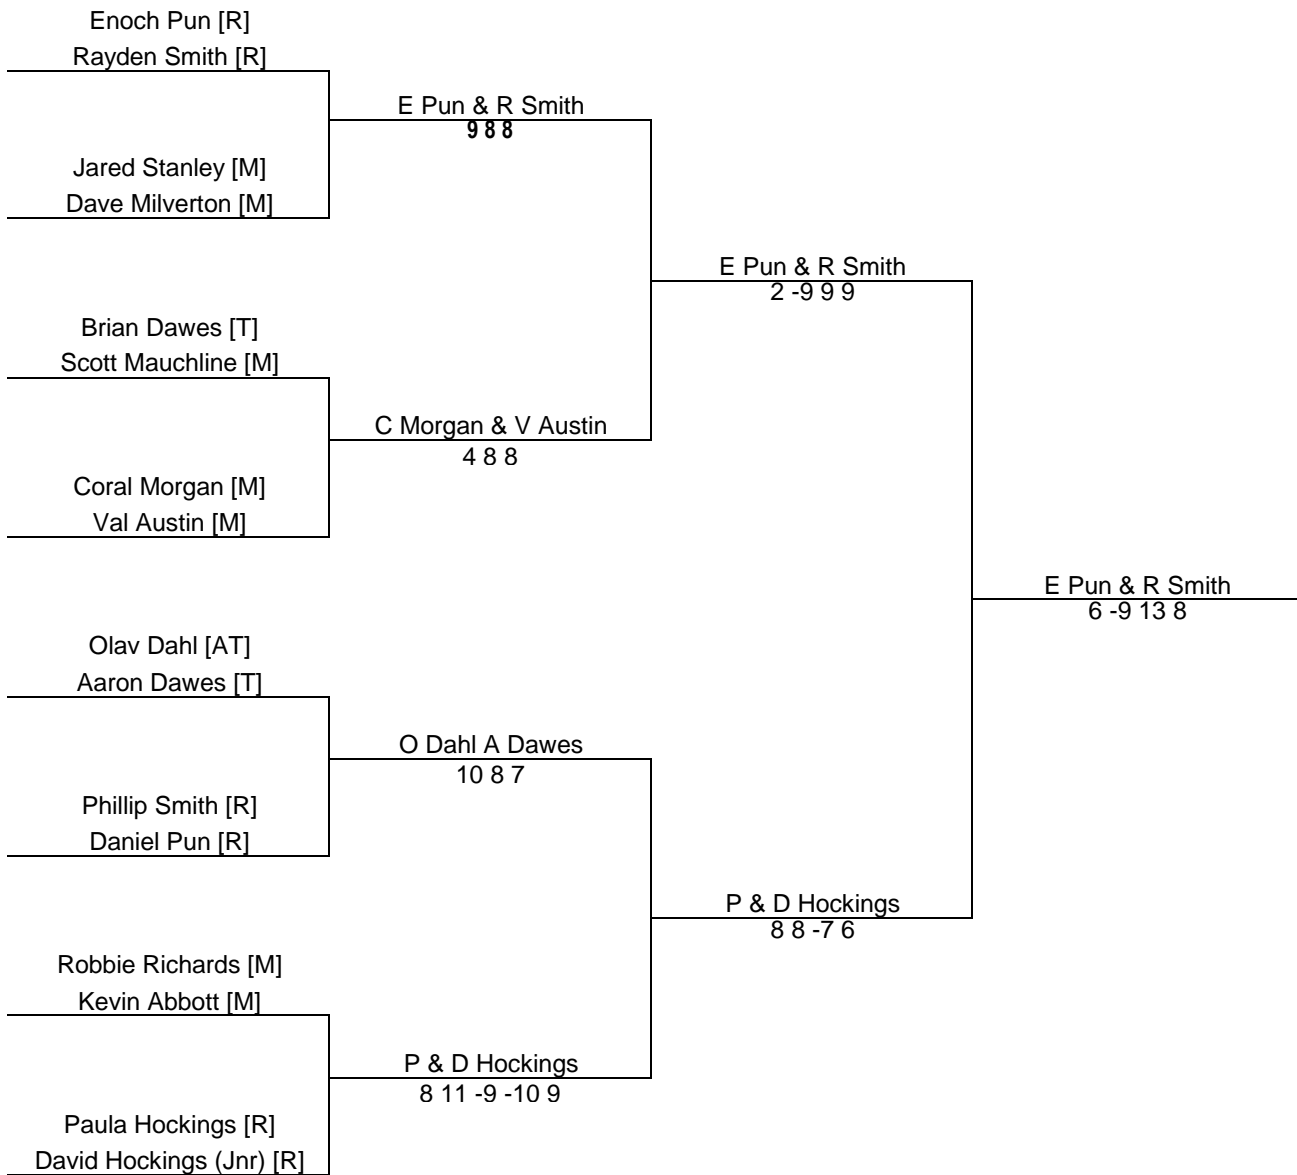 Enoch Pun [R]
Rayden Smith [R]
E Pun & R Smith
9 8 8
Jared Stanley [M]
Dave Milverton [M]
E Pun & R Smith
2 -9 9 9
Brian Dawes [T]
Scott Mauchline [M]
C Morgan & V Austin
4 8 8
Coral Morgan [M]
Val Austin [M]
E Pun & R Smith
6 -9 13 8
Olav Dahl [AT]
Aaron Dawes [T]
O Dahl A Dawes
10 8 7
Phillip Smith [R]
Daniel Pun [R]
P & D Hockings
8 8 -7 6
Robbie Richards [M]
Kevin Abbott [M]
P & D Hockings
8 11 -9 -10 9
Paula Hockings [R]
David Hockings (Jnr) [R]